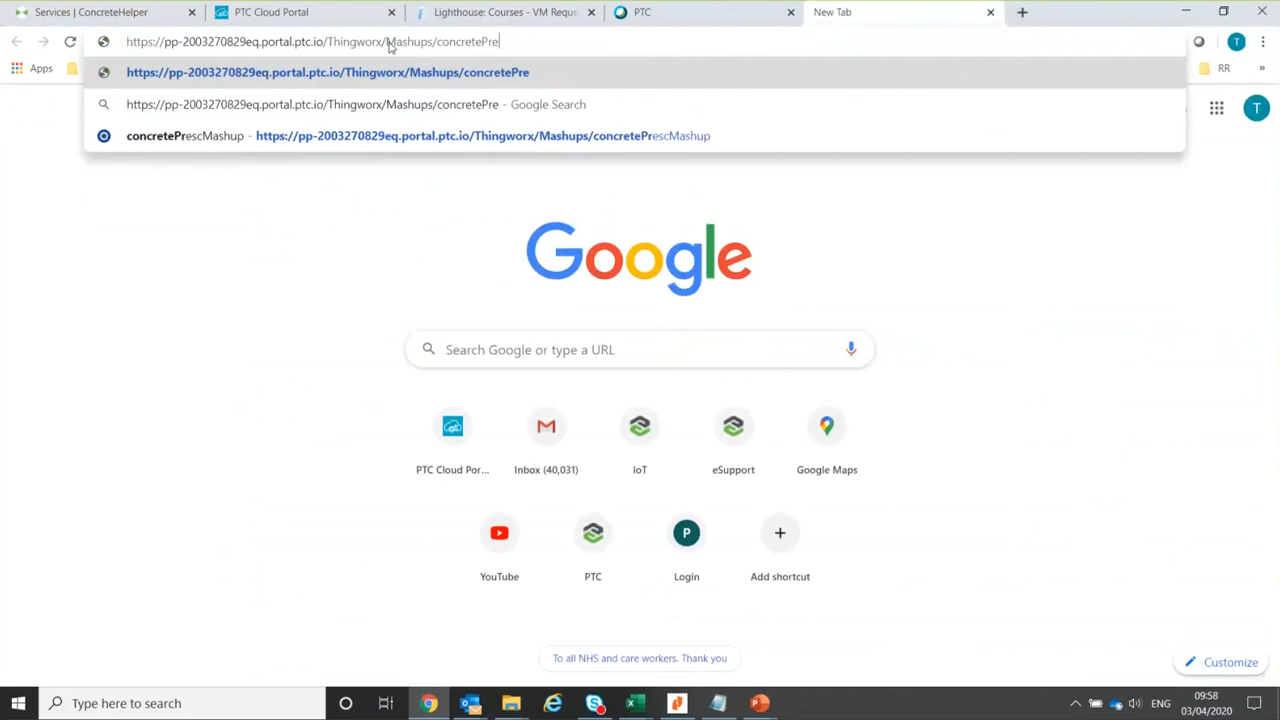 Services | ConcreteHelper
PTC Cloud Portal
Lighthouse: Courses - VM Reque
PTC
New Tab
https://pp-2003270829eq.portal.ptc.io/Thingworx/Mashups/concretePre
T
Apps
RR
»
https://pp-2003270829eq.portal.ptc.io/Thingworx/Mashups/concretePre
https://pp-2003270829eq.portal.ptc.io/Thingworx/Mashups/concretePre - Google Search
concretePrescMashup - https://pp-2003270829eq.portal.ptc.io/Thingworx/Mashups/concretePrescMashup
T
Google
Search Google or type a URL
PTC Cloud Por...
Inbox (40,031)
IoT
eSupport
Google Maps
P
YouTube
PTC
Login
Add shortcut
To all NHS and care workers. Thank you
Customize
Type here to search
ENG
09:58
03/04/2020